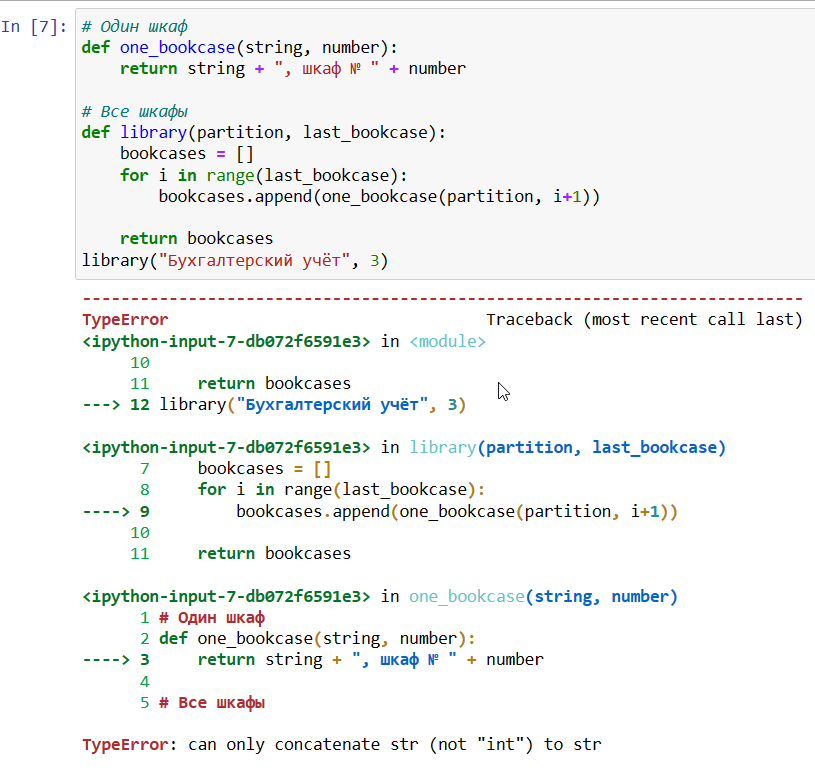 In [7]: # Один шкаф
def one_bookcase(string, number):
    return string + ", шкаф № " + number

# Все шкафы
def library(partition, last_bookcase):
    bookcases = []
    for i in range(last_bookcase):
        bookcases.append(one_bookcase(partition, i+1))

    return bookcases
library("Бухгалтерский учёт", 3)
---------------------------------------------------------------------------
TypeError                                 Traceback (most recent call last)
<ipython-input-7-db072f6591e3> in <module>
     10
     11     return bookcases
---> 12 library("Бухгалтерский учёт", 3)

<ipython-input-7-db072f6591e3> in library(partition, last_bookcase)
      7     bookcases = []
      8     for i in range(last_bookcase):
----> 9         bookcases.append(one_bookcase(partition, i+1))
     10
     11     return bookcases

<ipython-input-7-db072f6591e3> in one_bookcase(string, number)
      1 # Один шкаф
      2 def one_bookcase(string, number):
----> 3     return string + ", шкаф № " + number
      4
      5 # Все шкафы

TypeError: can only concatenate str (not "int") to str